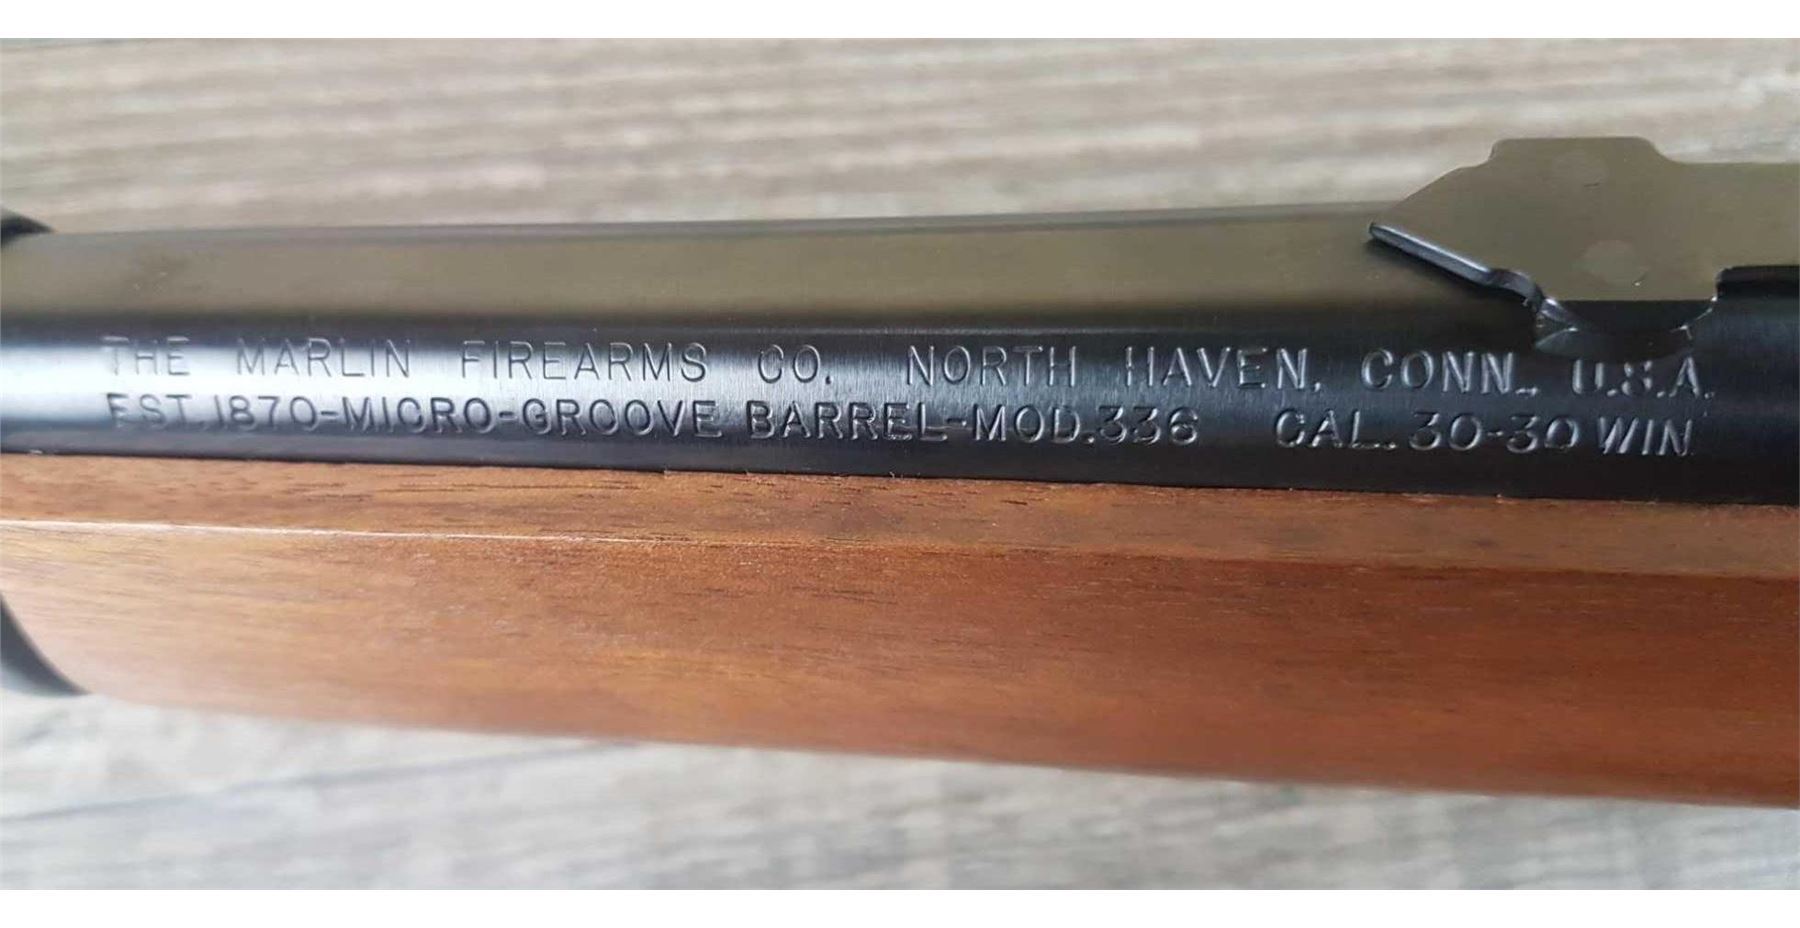 THE MARLIN FIREARMS CO. NORTH HAVEN, CONN., U.S.A.
EST. 1870-MICRO-GROOVE BARREL-MOD.336 CAL. 30-30 WIN